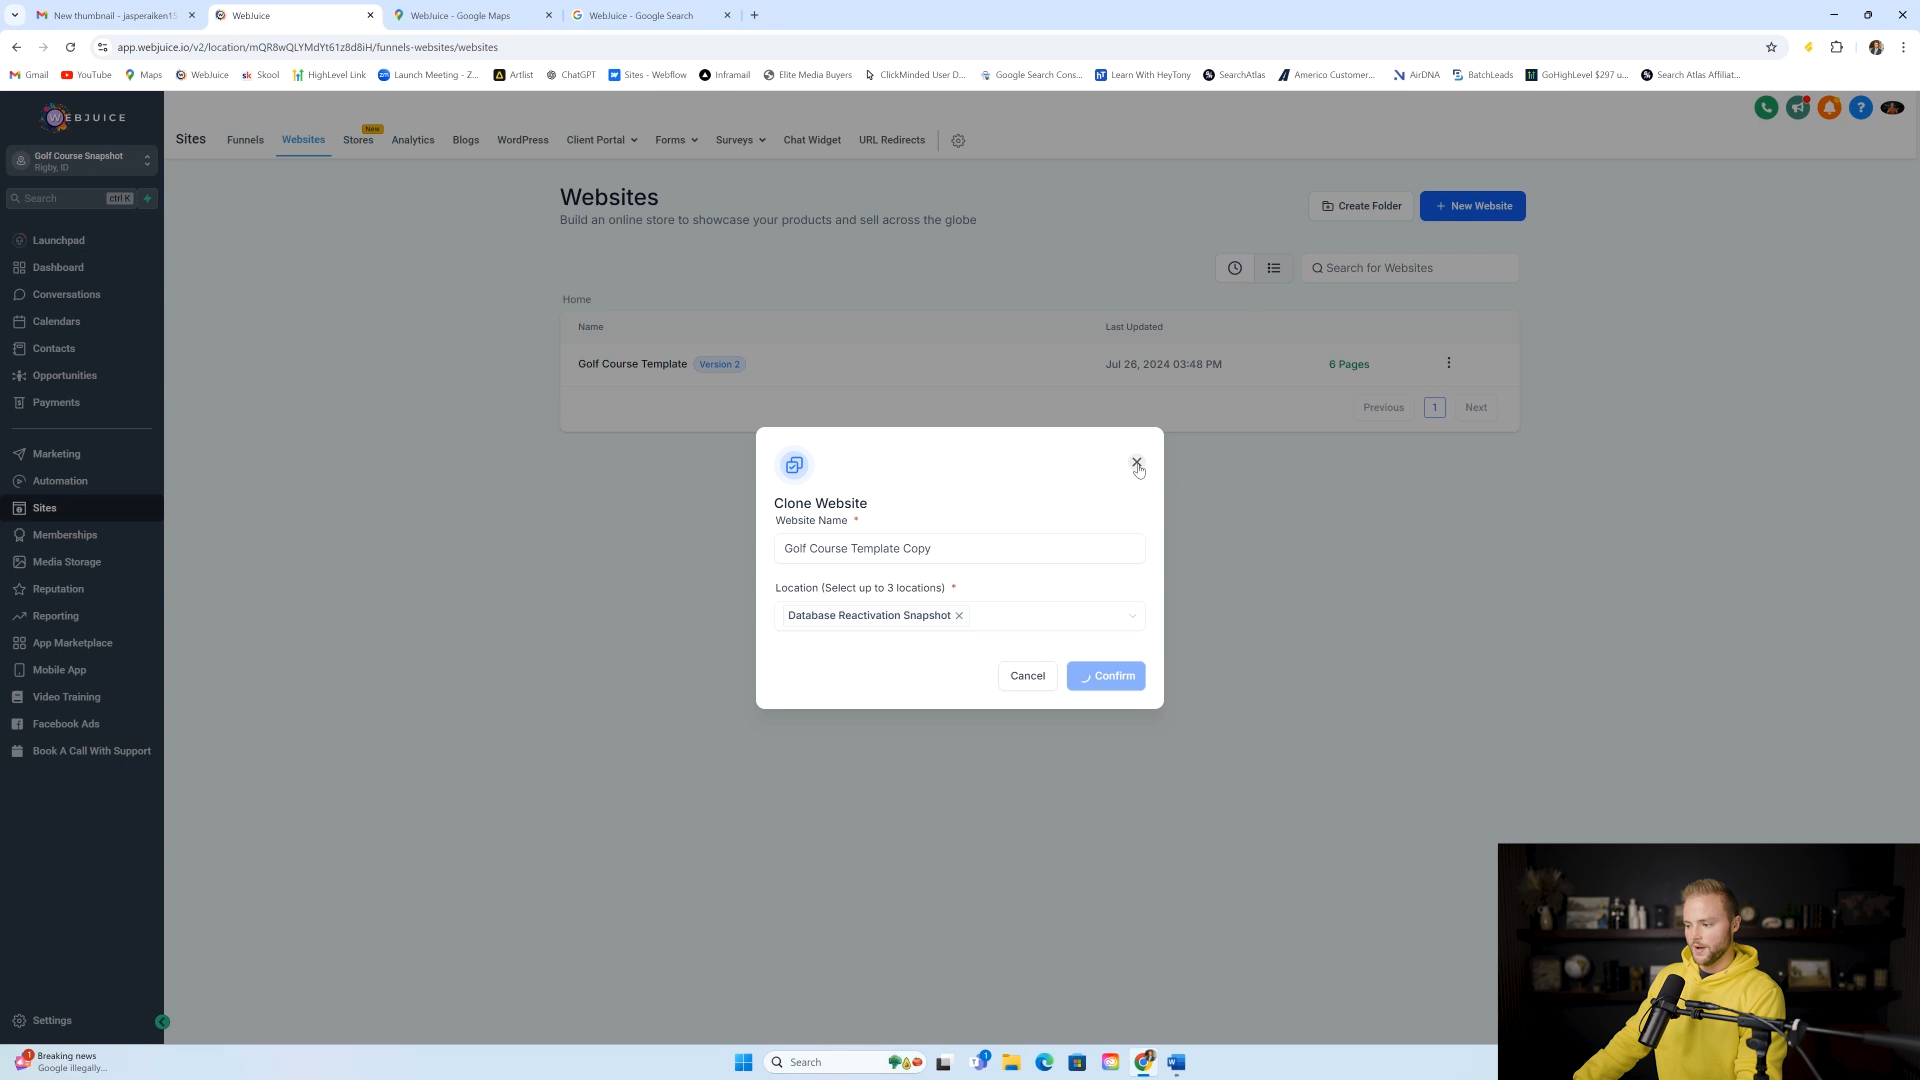 New thumbnail - jasperaiken15
WebJuice
WebJuice - Google Maps
WebJuice - Google Search
app.webjuice.io/v2/location/mQR8wQLYMdYt61z8d8iH/funnels-websites/websites
Gmail
YouTube
Maps
WebJuice
Skool
HighLevel Link
Launch Meeting - Z...
Artlist
ChatGPT
Sites - Webflow
Inframail
Elite Media Buyers
ClickMinded User D...
Google Search Cons...
Learn With HeyTony
SearchAtlas
Americo Customer...
AirDNA
BatchLeads
GoHighLevel $297 u...
Search Atlas Affiliat...
WEBJUICE
Golf Course Snapshot
Rigby, ID
Search
ctrl K
Launchpad
Dashboard
Conversations
Calendars
Contacts
Opportunities
Payments
Marketing
Automation
Sites
Memberships
Media Storage
Reputation
Reporting
App Marketplace
Mobile App
Video Training
Facebook Ads
Book A Call With Support
Settings
Sites
Funnels
Websites
Stores
New
Analytics
Blogs
WordPress
Client Portal
Forms
Surveys
Chat Widget
URL Redirects
Websites
Build an online store to showcase your products and sell across the globe
Create Folder
+ New Website
Search for Websites
Home
Name
Last Updated
Golf Course Template
Version 2
Jul 26, 2024 03:48 PM
6 Pages
Previous
1
Next
Clone Website
Website Name *
Golf Course Template Copy
Location (Select up to 3 locations) *
Database Reactivation Snapshot
Cancel
Confirm
1
Breaking news
Google illegally...
Search
1